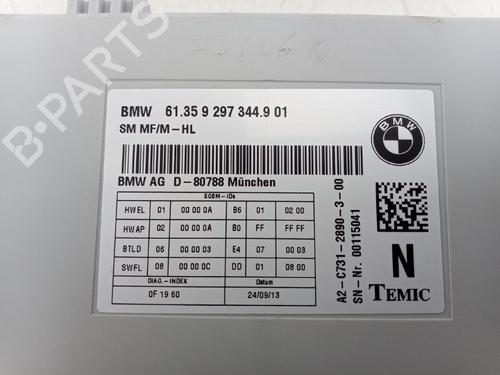 BMW 61.35 9 297 344.9 01
SM MF/M-HL
BMW
BMW AG D-80788 München
SGBM-IDs
HWEL 01 00 00 0A B6 01 02 00
HWAP 02 00 00 0A B0 FF FF FF
BTLD 06 00 00 03 E4 07 00 03
SWFL 08 00 00 0C DD 01 08 00
DIAG.-INDEX Datum
0F 19 60 24/09/13
A2-C731-2890-3-00
SN-Nr. 00115041
N
TEMIC
B-PARTS